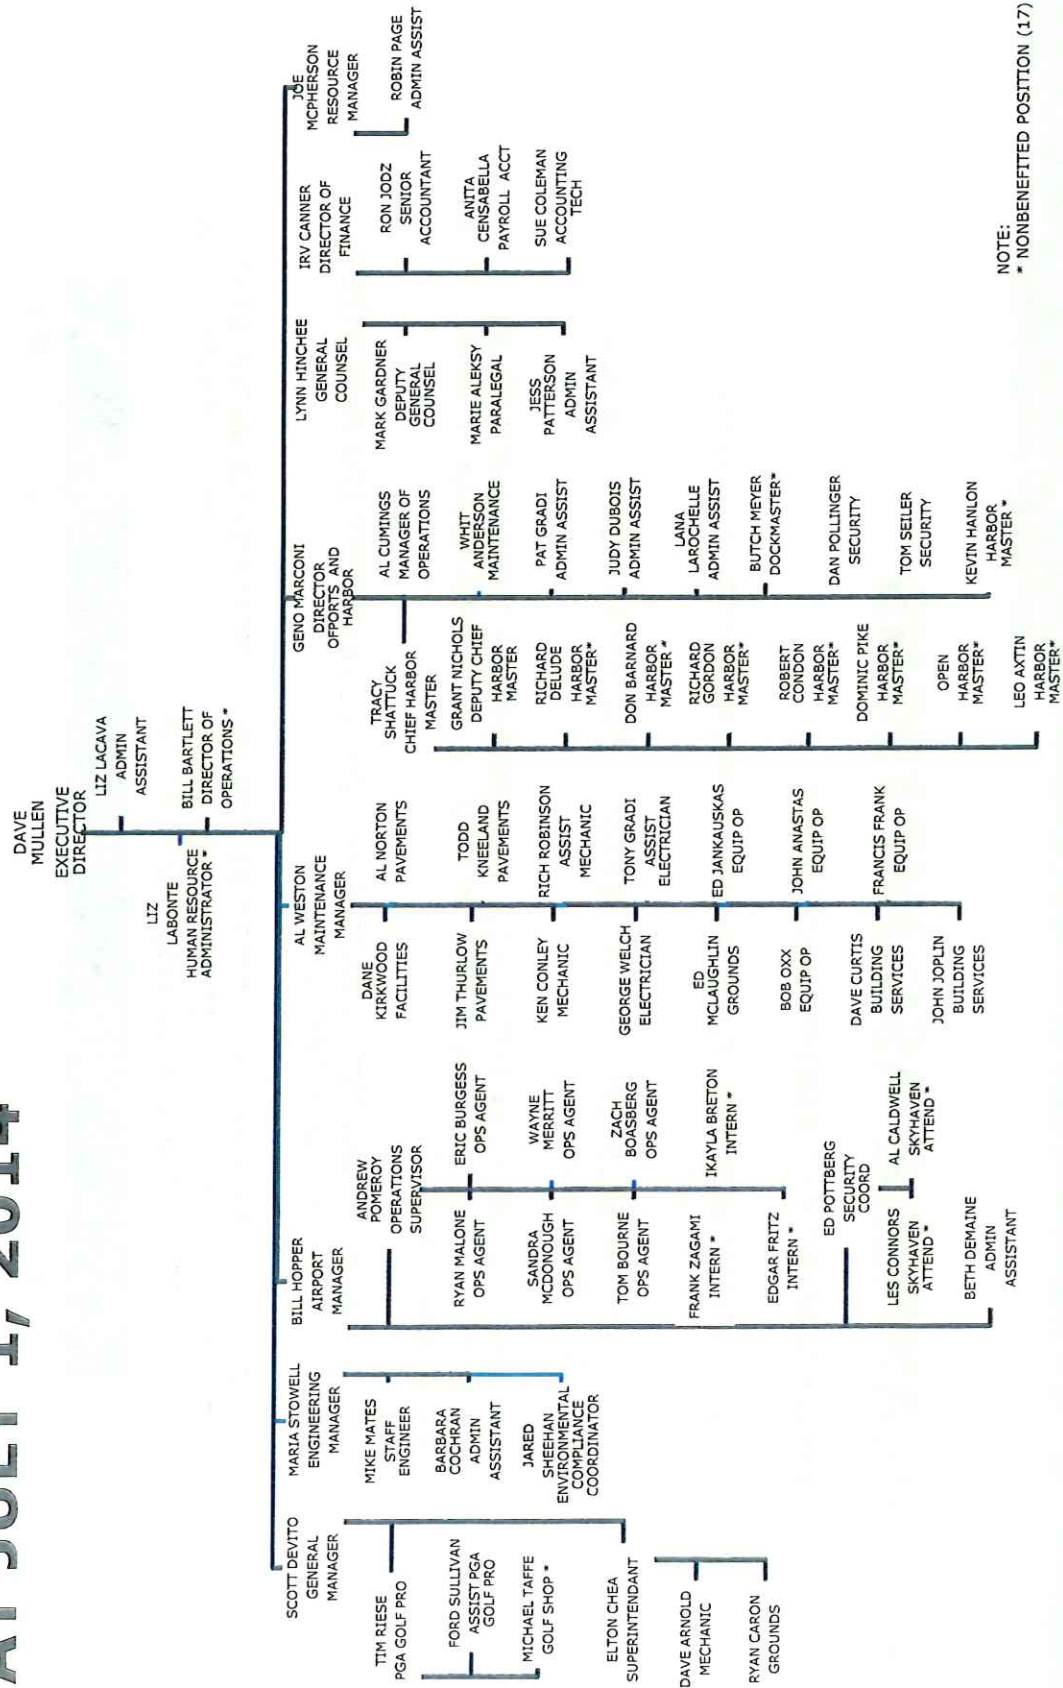 AT JULY 1, 2014
DAVE
MULLEN
EXECUTIVE
DIRECTOR
LIZ LACAVA
ADMIN
ASSISTANT
LIZ
LABONTE
HUMAN RESOURCE
ADMINISTRATOR *
BILL BARTLETT
DIRECTOR OF
OPERATIONS *
SCOTT DEVITO
GENERAL
MANAGER
TIM RIESE
PGA GOLF PRO
FORD SULLIVAN
ASSIST PGA
GOLF PRO
MICHAEL TAFFE
GOLF SHOP *
ELTON CHEA
SUPERINTENDANT
DAVE ARNOLD
MECHANIC
RYAN CARON
GROUNDS
MARIA STOWELL
ENGINEERING
MANAGER
MIKE MATES
STAFF
ENGINEER
BARBARA
COCHRAN
ADMIN
ASSISTANT
JARED
SHEEHAN
ENVIRONMENTAL
COMPLIANCE
COORDINATOR
BILL HOPPER
AIRPORT
MANAGER
ANDREW
POMEROY
OPERATIONS
SUPERVISOR
RYAN MALONE
OPS AGENT
ERIC BURGESS
OPS AGENT
SANDRA
MCDONOUGH
OPS AGENT
WAYNE
MERRITT
OPS AGENT
TOM BOURNE
OPS AGENT
ZACH
BOASBERG
OPS AGENT
FRANK ZAGAMI
INTERN *
IKAYLA BRETON
INTERN *
EDGAR FRITZ
INTERN *
ED POTTBERG
SECURITY
COORD
LES CONNORS
SKYHAVEN
ATTEND *
AL CALDWELL
SKYHAVEN
ATTEND *
BETH DEMAINE
ADMIN
ASSISTANT
AL WESTON
MAINTENANCE
MANAGER
DANE
KIRKWOOD
FACILITIES
AL NORTON
PAVEMENTS
JIM THURLOW
PAVEMENTS
TODD
KNEELAND
PAVEMENTS
KEN CONLEY
MECHANIC
RICH ROBINSON
ASSIST
MECHANIC
GEORGE WELCH
ELECTRICIAN
TONY GRADI
ASSIST
ELECTRICIAN
ED
MCLAUGHLIN
GROUNDS
ED JANKAUSKAS
EQUIP OP
BOB OXX
EQUIP OP
JOHN ANASTAS
EQUIP OP
DAVE CURTIS
BUILDING
SERVICES
FRANCIS FRANK
EQUIP OP
JOHN JOPLIN
BUILDING
SERVICES
GENO MARCONI
DIRECTOR
OFPORTS AND
HARBOR
TRACY
SHATTUCK
CHIEF HARBOR
MASTER
GRANT NICHOLS
DEPUTY CHIEF
HARBOR
MASTER
RICHARD
DELUDE
HARBOR
MASTER*
DON BARNARD
HARBOR
MASTER *
RICHARD
GORDON
HARBOR
MASTER*
ROBERT
CONDON
HARBOR
MASTER*
DOMINIC PIKE
HARBOR
MASTER*
OPEN
HARBOR
MASTER*
LEO AXTIN
HARBOR
MASTER*
AL CUMINGS
MANAGER OF
OPERATIONS
WHIT
ANDERSON
MAINTENANCE
PAT GRADI
ADMIN ASSIST
JUDY DUBOIS
ADMIN ASSIST
LANA
LAROCHELLE
ADMIN ASSIST
BUTCH MEYER
DOCKMASTER*
DAN POLLINGER
SECURITY
TOM SEILER
SECURITY
KEVIN HANLON
HARBOR
MASTER *
LYNN HINCHEE
GENERAL
COUNSEL
MARK GARDNER
DEPUTY
GENERAL
COUNSEL
MARIE ALEKSY
PARALEGAL
JESS
PATTERSON
ADMIN
ASSISTANT
IRV CANNER
DIRECTOR OF
FINANCE
RON JODZ
SENIOR
ACCOUNTANT
ANITA
CENSABELLA
PAYROLL ACCT
SUE COLEMAN
ACCOUNTING
TECH
JOE
MCPHERSON
RESOURCE
MANAGER
ROBIN PAGE
ADMIN ASSIST
NOTE:
* NONBENEFITED POSITION (17)